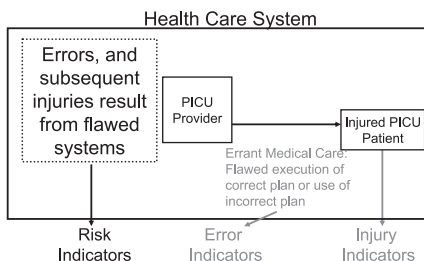 Health Care System
Errors, and
subsequent
injuries result
from flawed
systems
PICU
Provider
Injured PICU
Patient
Errant Medical Care:
Flawed execution of
correct plan or use of
incorrect plan
Risk
Indicators
Error
Indicators
Injury
Indicators